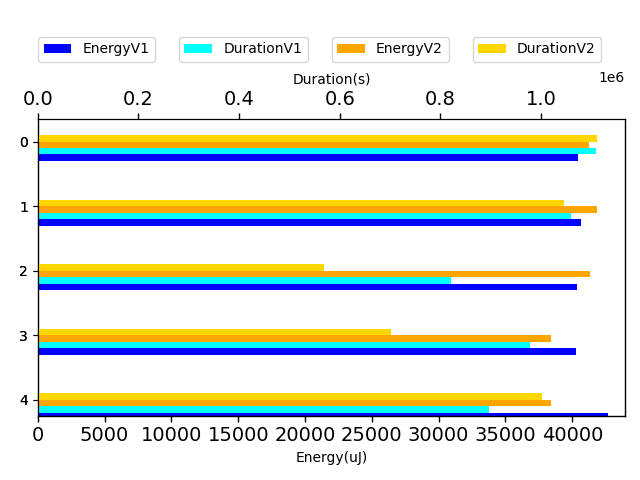 EnergyV1 DurationV1 EnergyV2 DurationV2
Duration(s)
1e6
0.0 0.2 0.4 0.6 0.8 1.0
0
1
2
3
4
0 5000 10000 15000 20000 25000 30000 35000 40000
Energy(uJ)